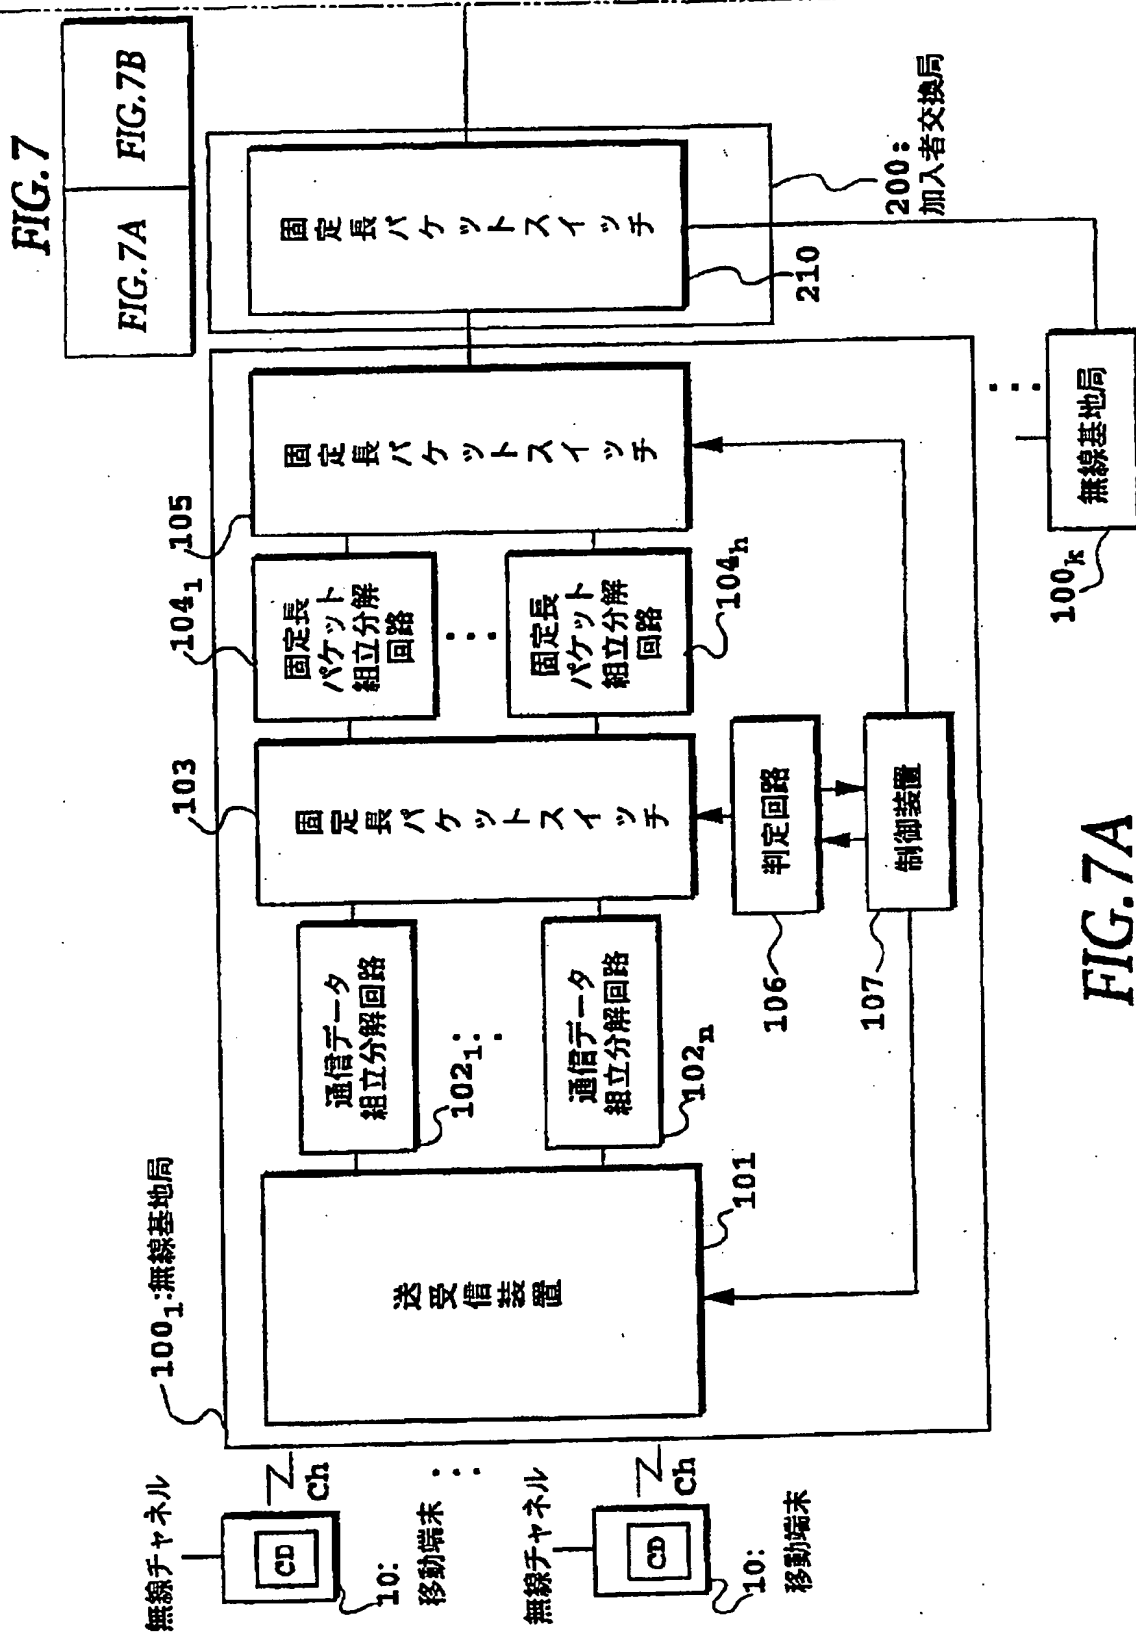 FIG.7
FIG.7A
FIG.7B
無線チャネル
CD
10:
移動端末
Ch
無線チャネル
CD
10:
移動端末
Ch
100₁:無線基地局
送受信装置
101
通信データ
組立分解回路
102₁
通信データ
組立分解回路
102n
103
固定長パケットスイッチ
104₁
固定長
パケット
組立分解
回路
固定長
パケット
組立分解
回路
104h
105
固定長パケットスイッチ
判定回路
106
制御装置
107
固定長パケットスイッチ
210
200:
加入者交換局
無線基地局
100k
FIG.7A